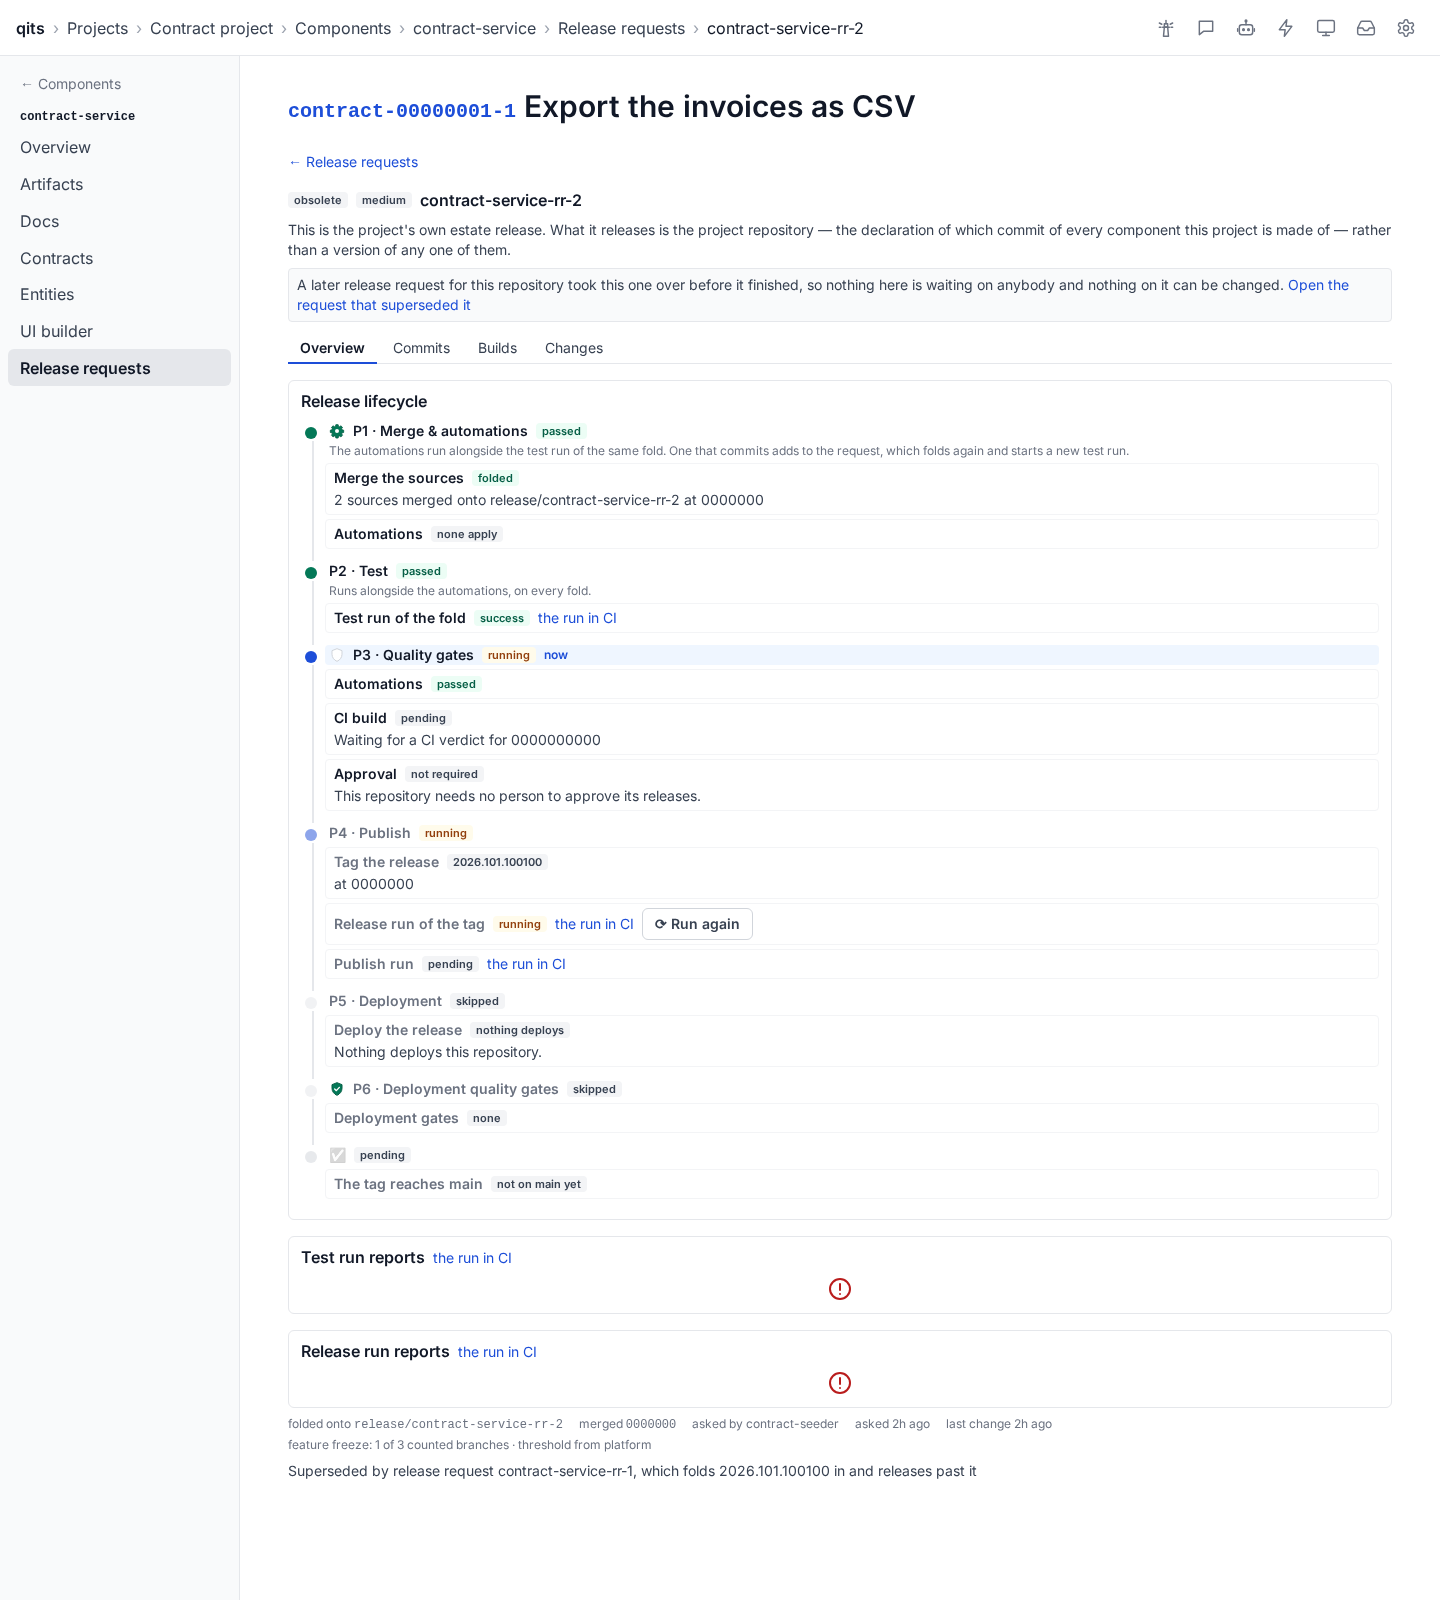 qits › Projects › Contract project › Components › contract-service › Release requests › contract-service-rr-2
← Components
contract-service
Overview
Artifacts
Docs
Contracts
Entities
UI builder
Release requests
contract-00000001-1 Export the invoices as CSV
← Release requests
obsolete medium contract-service-rr-2
This is the project's own estate release. What it releases is the project repository — the declaration of which commit of every component this project is made of — rather
than a version of any one of them.
A later release request for this repository took this one over before it finished, so nothing here is waiting on anybody and nothing on it can be changed. Open the
request that superseded it
Overview Commits Builds Changes
Release lifecycle
P1 · Merge & automations passed
The automations run alongside the test run of the same fold. One that commits adds to the request, which folds again and starts a new test run.
Merge the sources folded
2 sources merged onto release/contract-service-rr-2 at 0000000
Automations none apply
P2 · Test passed
Runs alongside the automations, on every fold.
Test run of the fold success the run in CI
P3 · Quality gates running now
Automations passed
CI build pending
Waiting for a CI verdict for 0000000000
Approval not required
This repository needs no person to approve its releases.
P4 · Publish running
Tag the release 2026.101.100100
at 0000000
Release run of the tag running the run in CI ⟳ Run again
Publish run pending the run in CI
P5 · Deployment skipped
Deploy the release nothing deploys
Nothing deploys this repository.
P6 · Deployment quality gates skipped
Deployment gates none
pending
The tag reaches main not on main yet
Test run reports the run in CI
Release run reports the run in CI
folded onto release/contract-service-rr-2 merged 0000000 asked by contract-seeder asked 2h ago last change 2h ago
feature freeze: 1 of 3 counted branches · threshold from platform
Superseded by release request contract-service-rr-1, which folds 2026.101.100100 in and releases past it